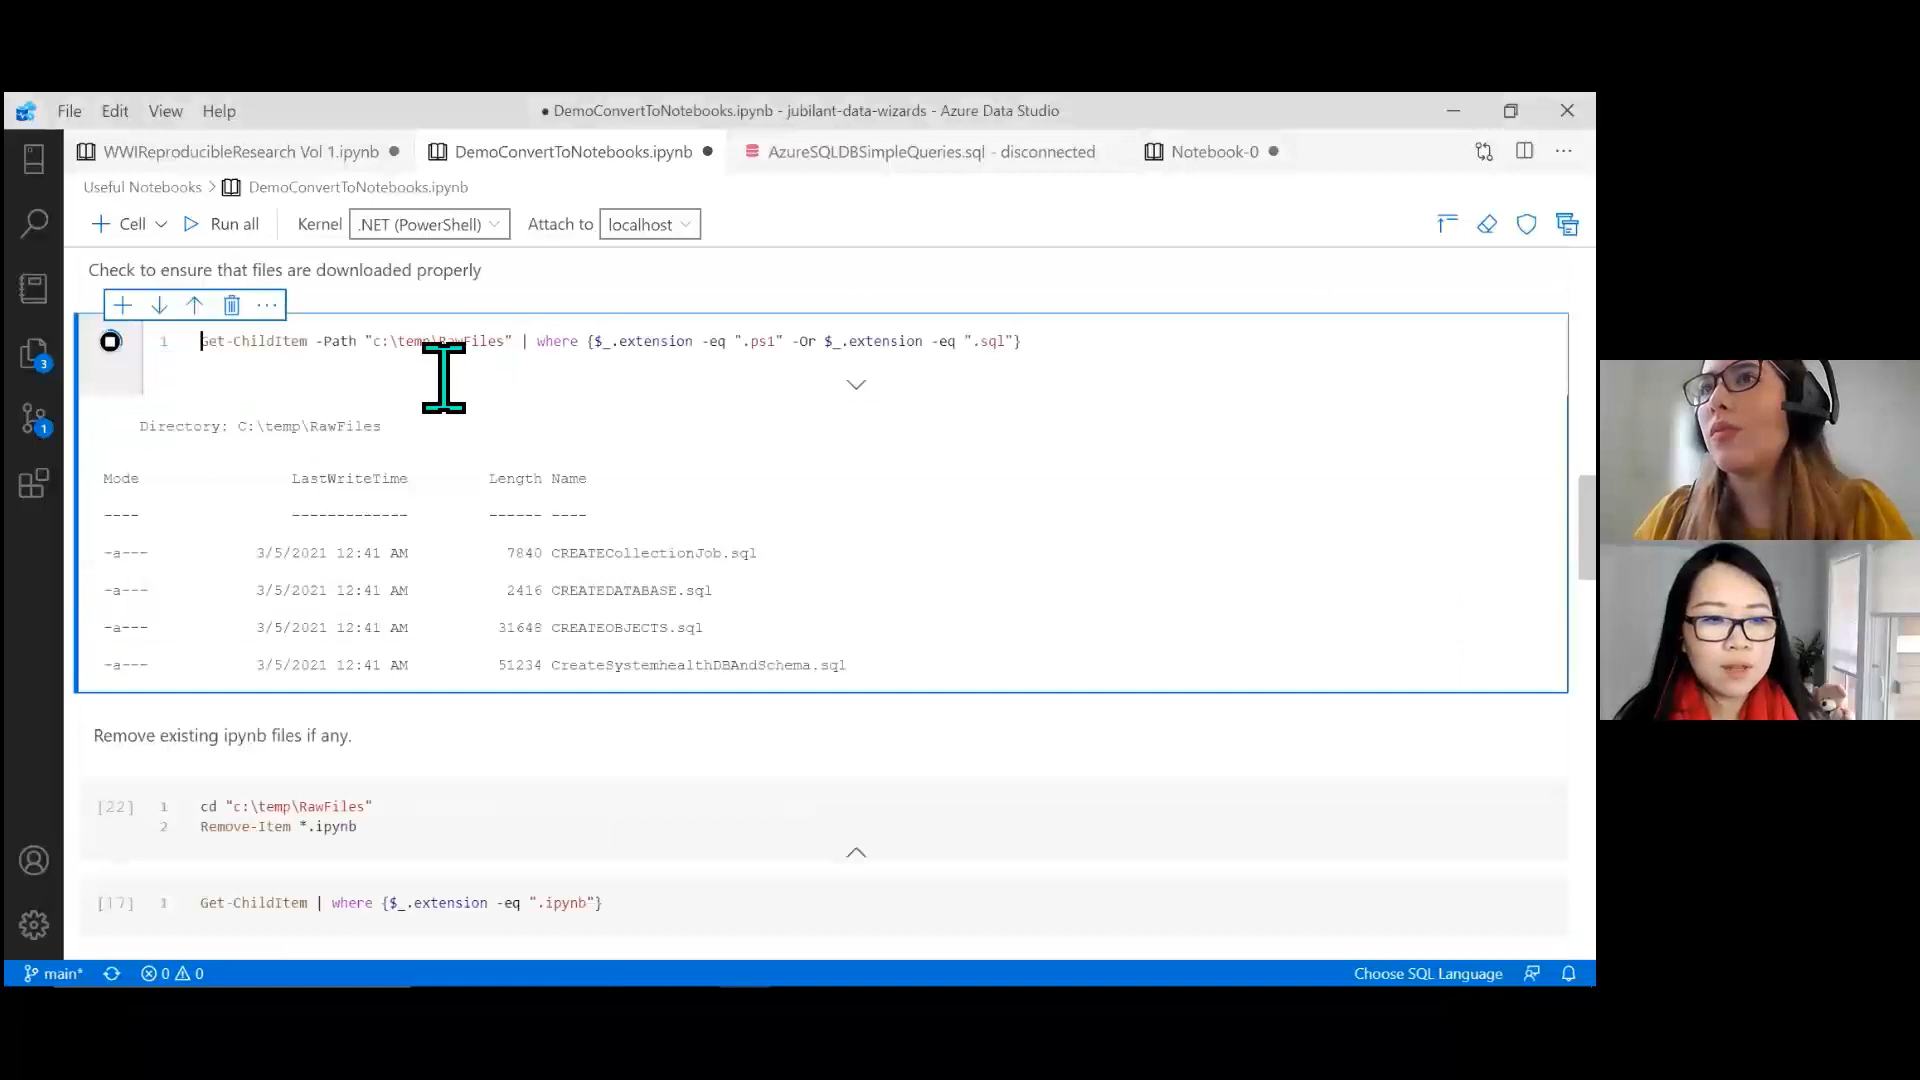 File Edit View Help
● DemoConvertToNotebooks.ipynb - jubilant-data-wizards - Azure Data Studio
WWIReproducibleResearch Vol 1.ipynb ● DemoConvertToNotebooks.ipynb ● AzureSQLDBSimpleQueries.sql - disconnected Notebook-0 ●
Useful Notebooks > DemoConvertToNotebooks.ipynb
Cell Run all Kernel .NET (PowerShell) Attach to localhost
Check to ensure that files are downloaded properly
1 Get-ChildItem -Path "c:\temp\RawFiles" | where {$_.extension -eq ".ps1" -Or $_.extension -eq ".sql"}
Directory: C:\temp\RawFiles
Mode LastWriteTime Length Name
---- ------------- ------ ----
-a--- 3/5/2021 12:41 AM 7840 CREATECollectionJob.sql
-a--- 3/5/2021 12:41 AM 2416 CREATEDATABASE.sql
-a--- 3/5/2021 12:41 AM 31648 CREATEOBJECTS.sql
-a--- 3/5/2021 12:41 AM 51234 CreateSystemhealthDBAndSchema.sql
Remove existing ipynb files if any.
[22] 1 cd "c:\temp\RawFiles"
2 Remove-Item *.ipynb
[17] 1 Get-ChildItem | where {$_.extension -eq ".ipynb"}
3
1
main* 0 0 Choose SQL Language